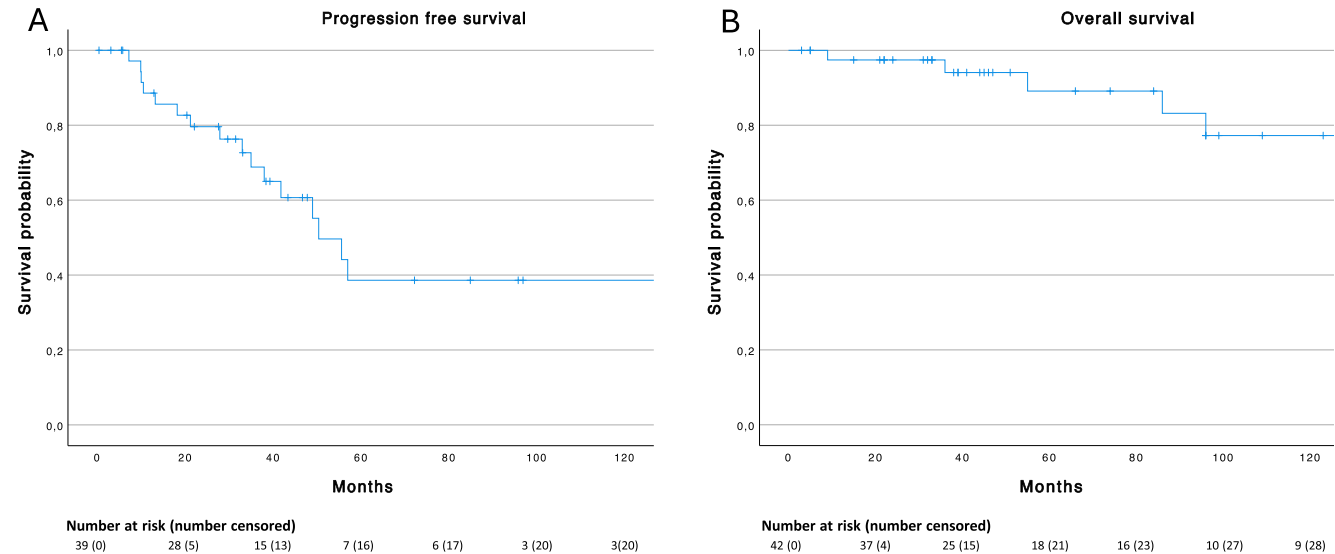 A
Progression free survival
Survival probability
1,0
0,8
0,6
0,4
0,2
0,0
0 20 40 60 80 100 120
Months
Number at risk (number censored)
39 (0) 28 (5) 15 (13) 7 (16) 6 (17) 3 (20) 3(20)
B
Overall survival
Survival probability
1,0
0,8
0,6
0,4
0,2
0,0
0 20 40 60 80 100 120
Months
Number at risk (number censored)
42 (0) 37 (4) 25 (15) 18 (21) 16 (23) 10 (27) 9 (28)